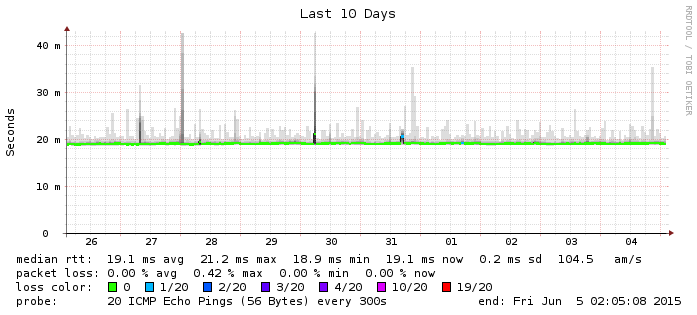 Last 10 Days
RRDTOOL / TOBI OETIKER
Seconds
40 m
30 m
20 m
10 m
0
26 27 28 29 30 31 01 02 03 04
median rtt: 19.1 ms avg 21.2 ms max 18.9 ms min 19.1 ms now 0.2 ms sd 104.5 am/s
packet loss: 0.00 % avg 0.42 % max 0.00 % min 0.00 % now
loss color: 0 1/20 2/20 3/20 4/20 10/20 19/20
probe: 20 ICMP Echo Pings (56 Bytes) every 300s end: Fri Jun 5 02:05:08 2015